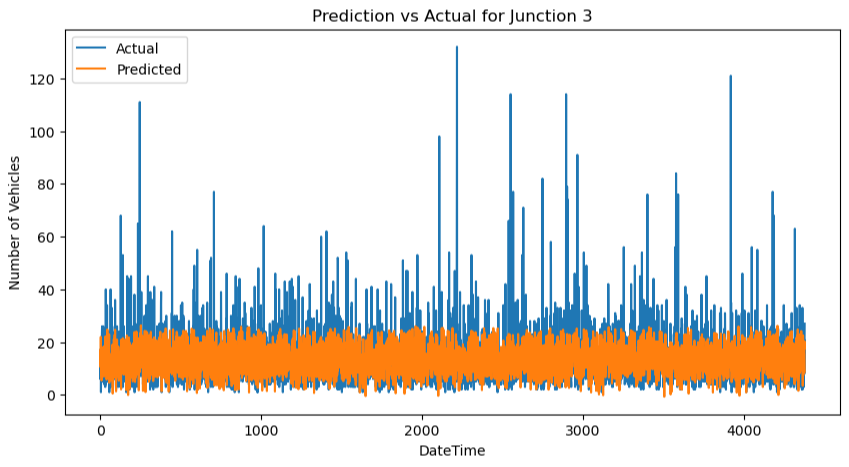 Prediction vs Actual for Junction 3
Actual
Predicted
120
100
80
60
40
20
0
Number of Vehicles
0 1000 2000 3000 4000
DateTime